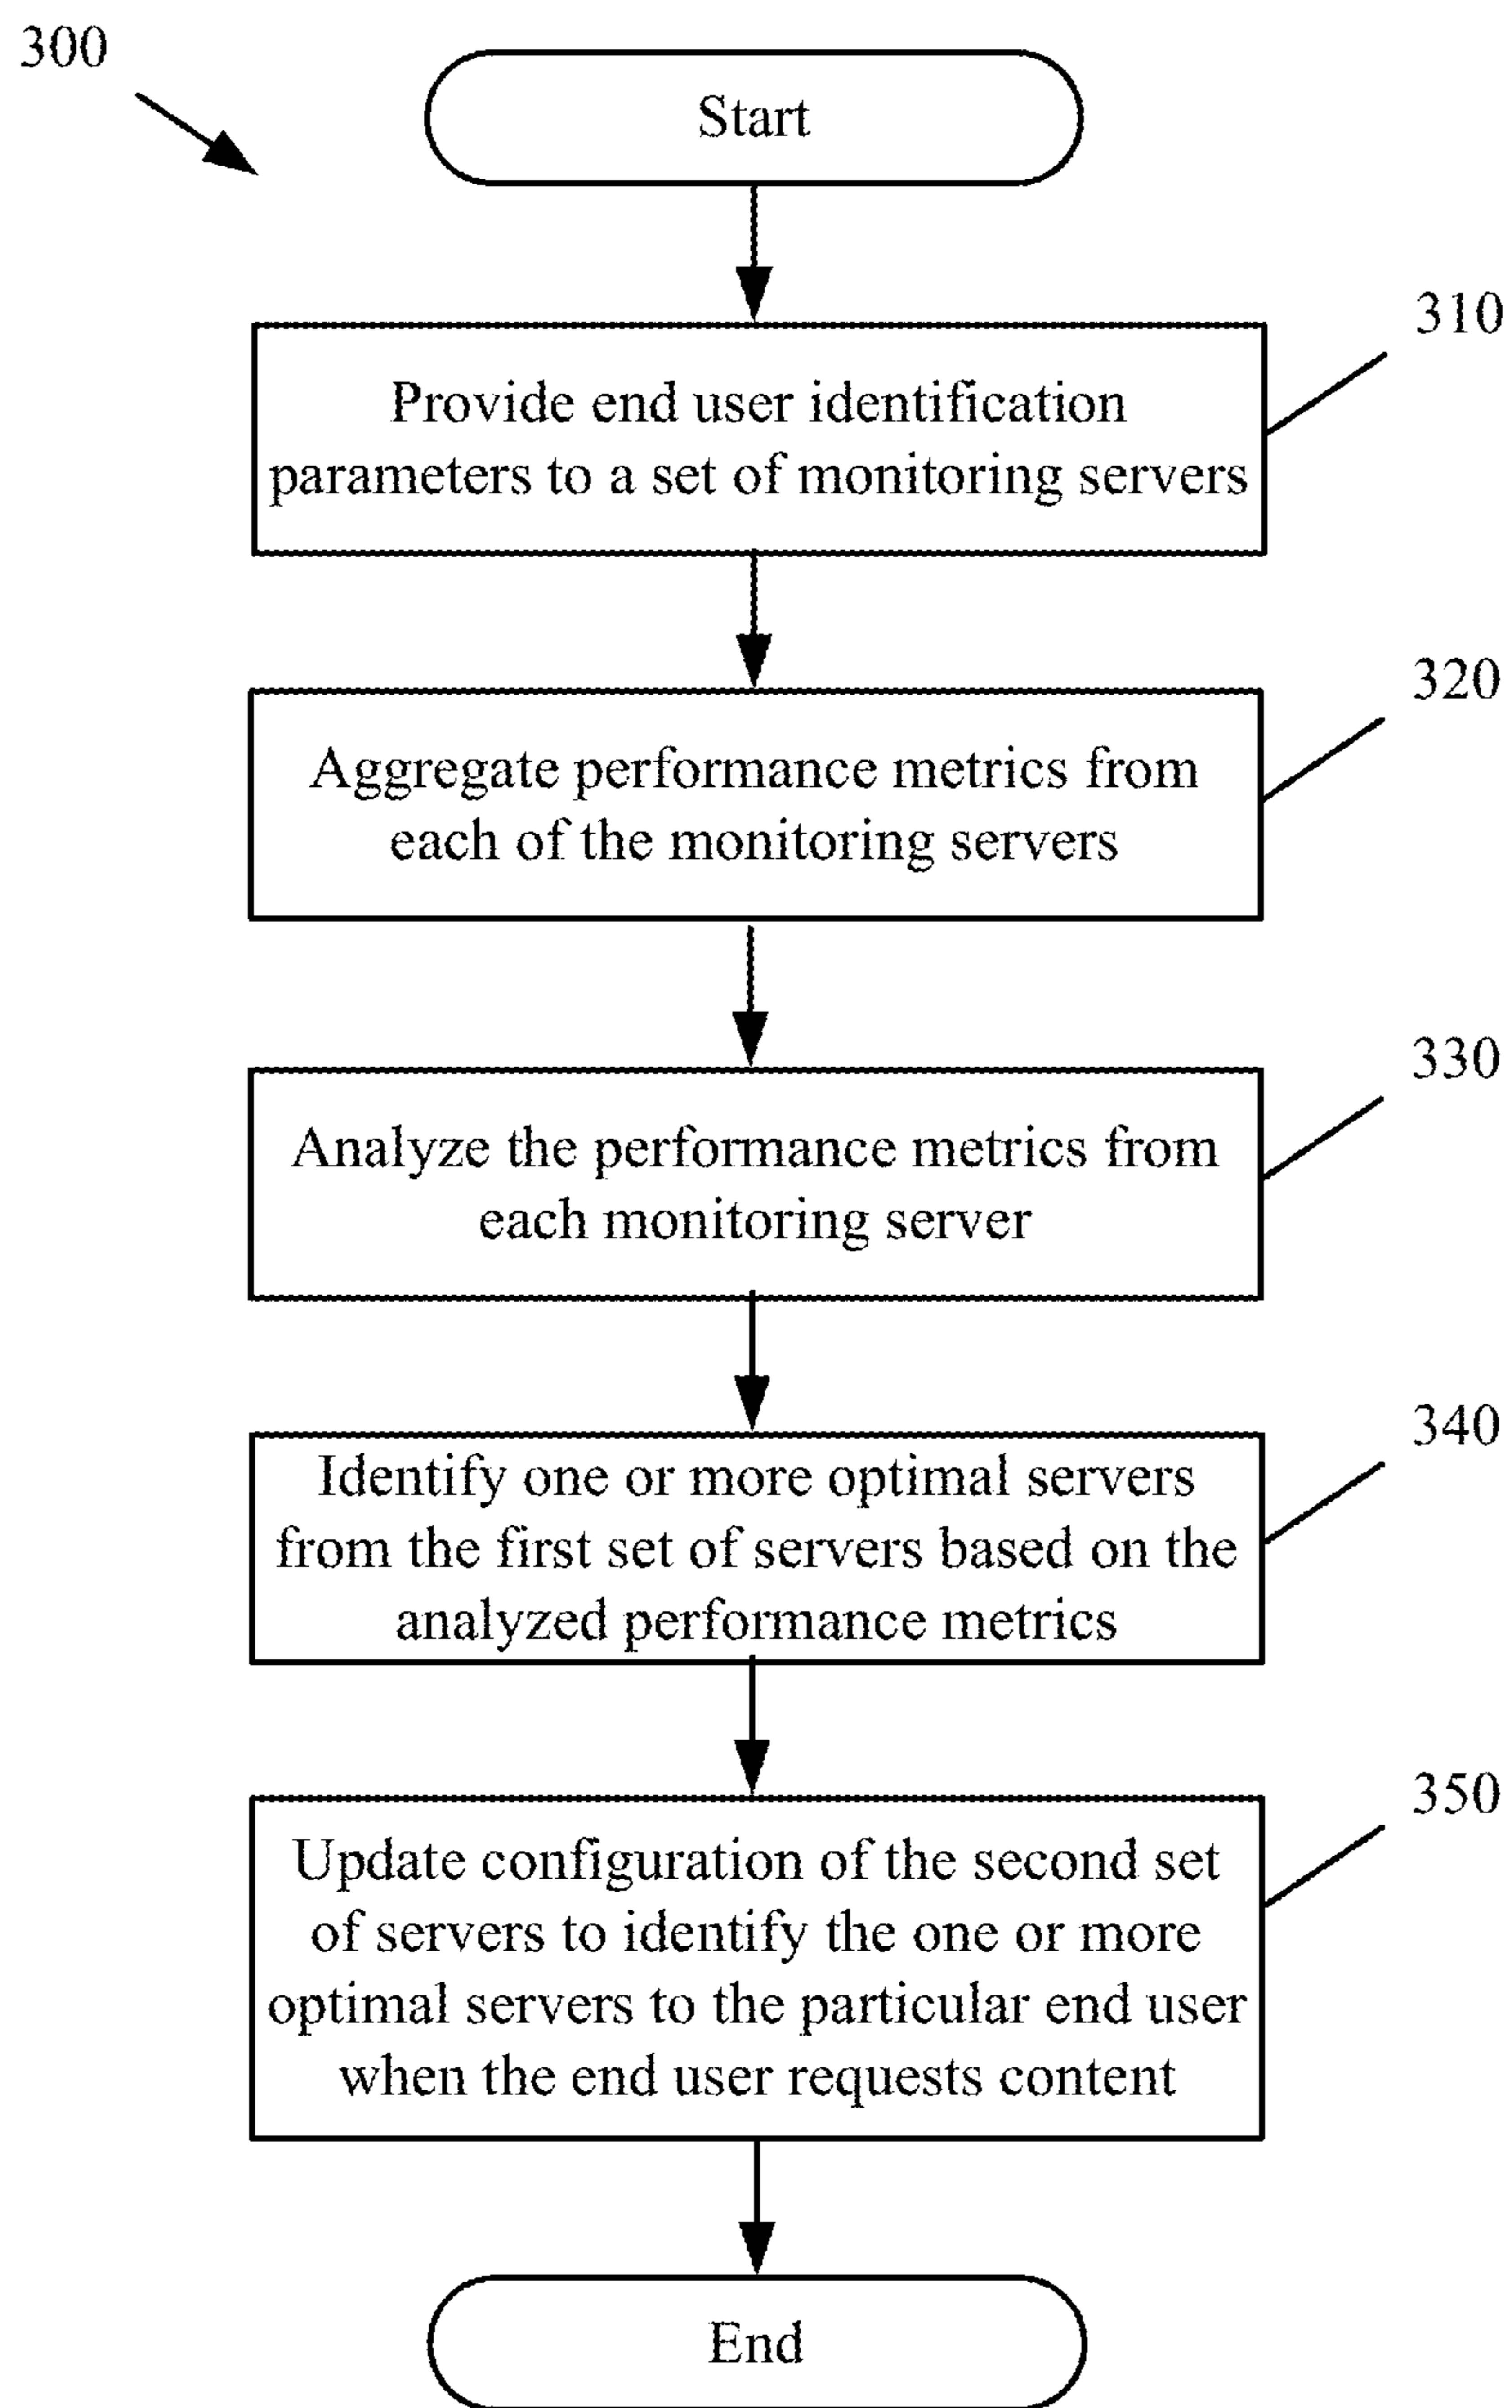 300
Start
310
Provide end user identification
parameters to a set of monitoring servers
320
Aggregate performance metrics from
each of the monitoring servers
330
Analyze the performance metrics from
each monitoring server
340
Identify one or more optimal servers
from the first set of servers based on the
analyzed performance metrics
350
Update configuration of the second set
of servers to identify the one or more
optimal servers to the particular end user
when the end user requests content
End